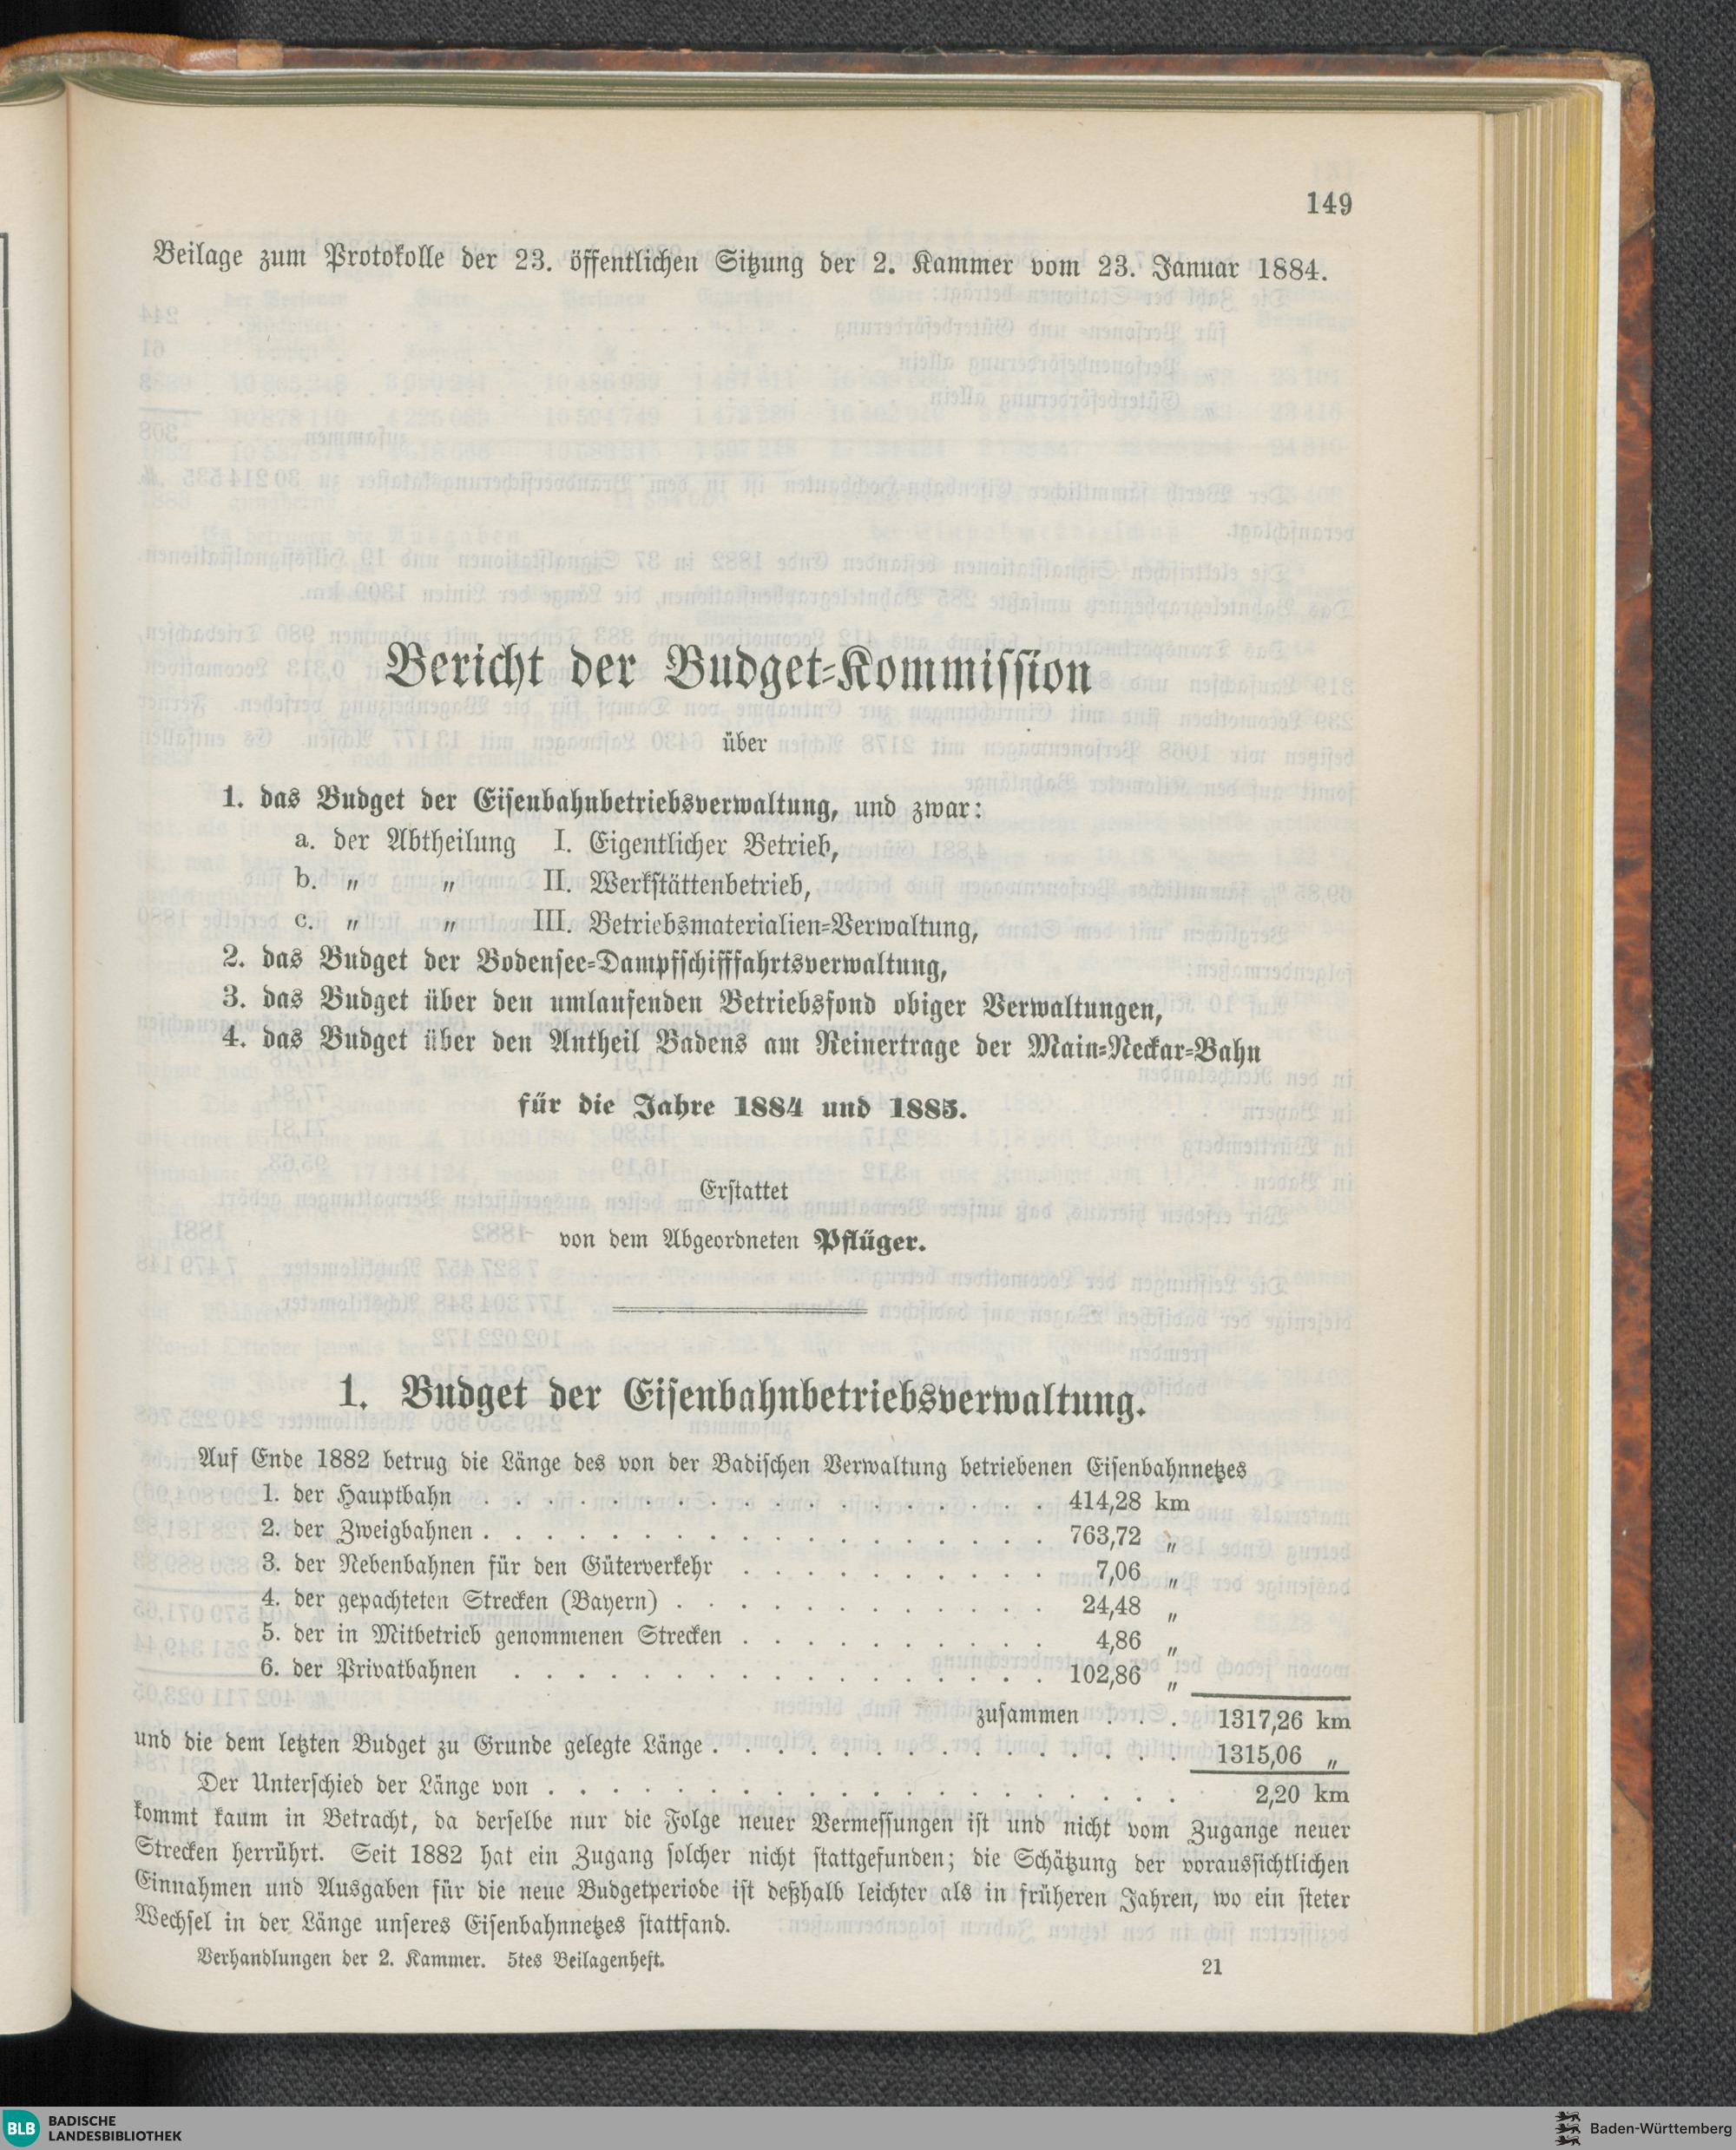 149
Beilage zum Protokolle der 23. öffentlichen Sitzung der 2. Kammer vom 23. Januar 1884.
Bericht der Budget-Kommission
über
1. das Budget der Eisenbahnbetriebsverwaltung, und zwar:
a. der Abtheilung I. Eigentlicher Betrieb,
b. „ „ II. Werkstättenbetrieb,
c. „ „ III. Betriebsmaterialien-Verwaltung,
2. das Budget der Bodensee-Dampfschifffahrtsverwaltung,
3. das Budget über den umlaufenden Betriebsfond obiger Verwaltungen,
4. das Budget über den Antheil Badens am Reinertrage der Main-Neckar-Bahn
für die Jahre 1884 und 1885.
Erstattet
von dem Abgeordneten Pflüger.
1. Budget der Eisenbahnbetriebsverwaltung.
Auf Ende 1882 betrug die Länge des von der Badischen Verwaltung betriebenen Eisenbahnnetzes
1. der Hauptbahn . . . . . . . . . . . . . . . . . . 414,28 km
2. der Zweigbahnen . . . . . . . . . . . . . . . . . . 763,72 „
3. der Nebenbahnen für den Güterverkehr . . . . . . . . . . 7,06 „
4. der gepachteten Strecken (Bayern) . . . . . . . . . . . . 24,48 „
5. der in Mitbetrieb genommenen Strecken . . . . . . . . . . 4,86 „
6. der Privatbahnen . . . . . . . . . . . . . . . . . 102,86 „
zusammen . . . 1317,26 km
und die dem letzten Budget zu Grunde gelegte Länge . . . . . . . . . . . . . . . 1315,06 „
Der Unterschied der Länge von . . . . . . . . . . . . . . . . . . . . 2,20 km
kommt kaum in Betracht, da derselbe nur die Folge neuer Vermessungen ist und nicht vom Zugange neuer
Strecken herrührt. Seit 1882 hat ein Zugang solcher nicht stattgefunden; die Schätzung der voraussichtlichen
Einnahmen und Ausgaben für die neue Budgetperiode ist deßhalb leichter als in früheren Jahren, wo ein steter
Wechsel in der Länge unseres Eisenbahnnetzes stattfand.
Verhandlungen der 2. Kammer. 5tes Beilagenheft. 21
BLB BADISCHE
LANDESBIBLIOTHEK
Baden-Württemberg